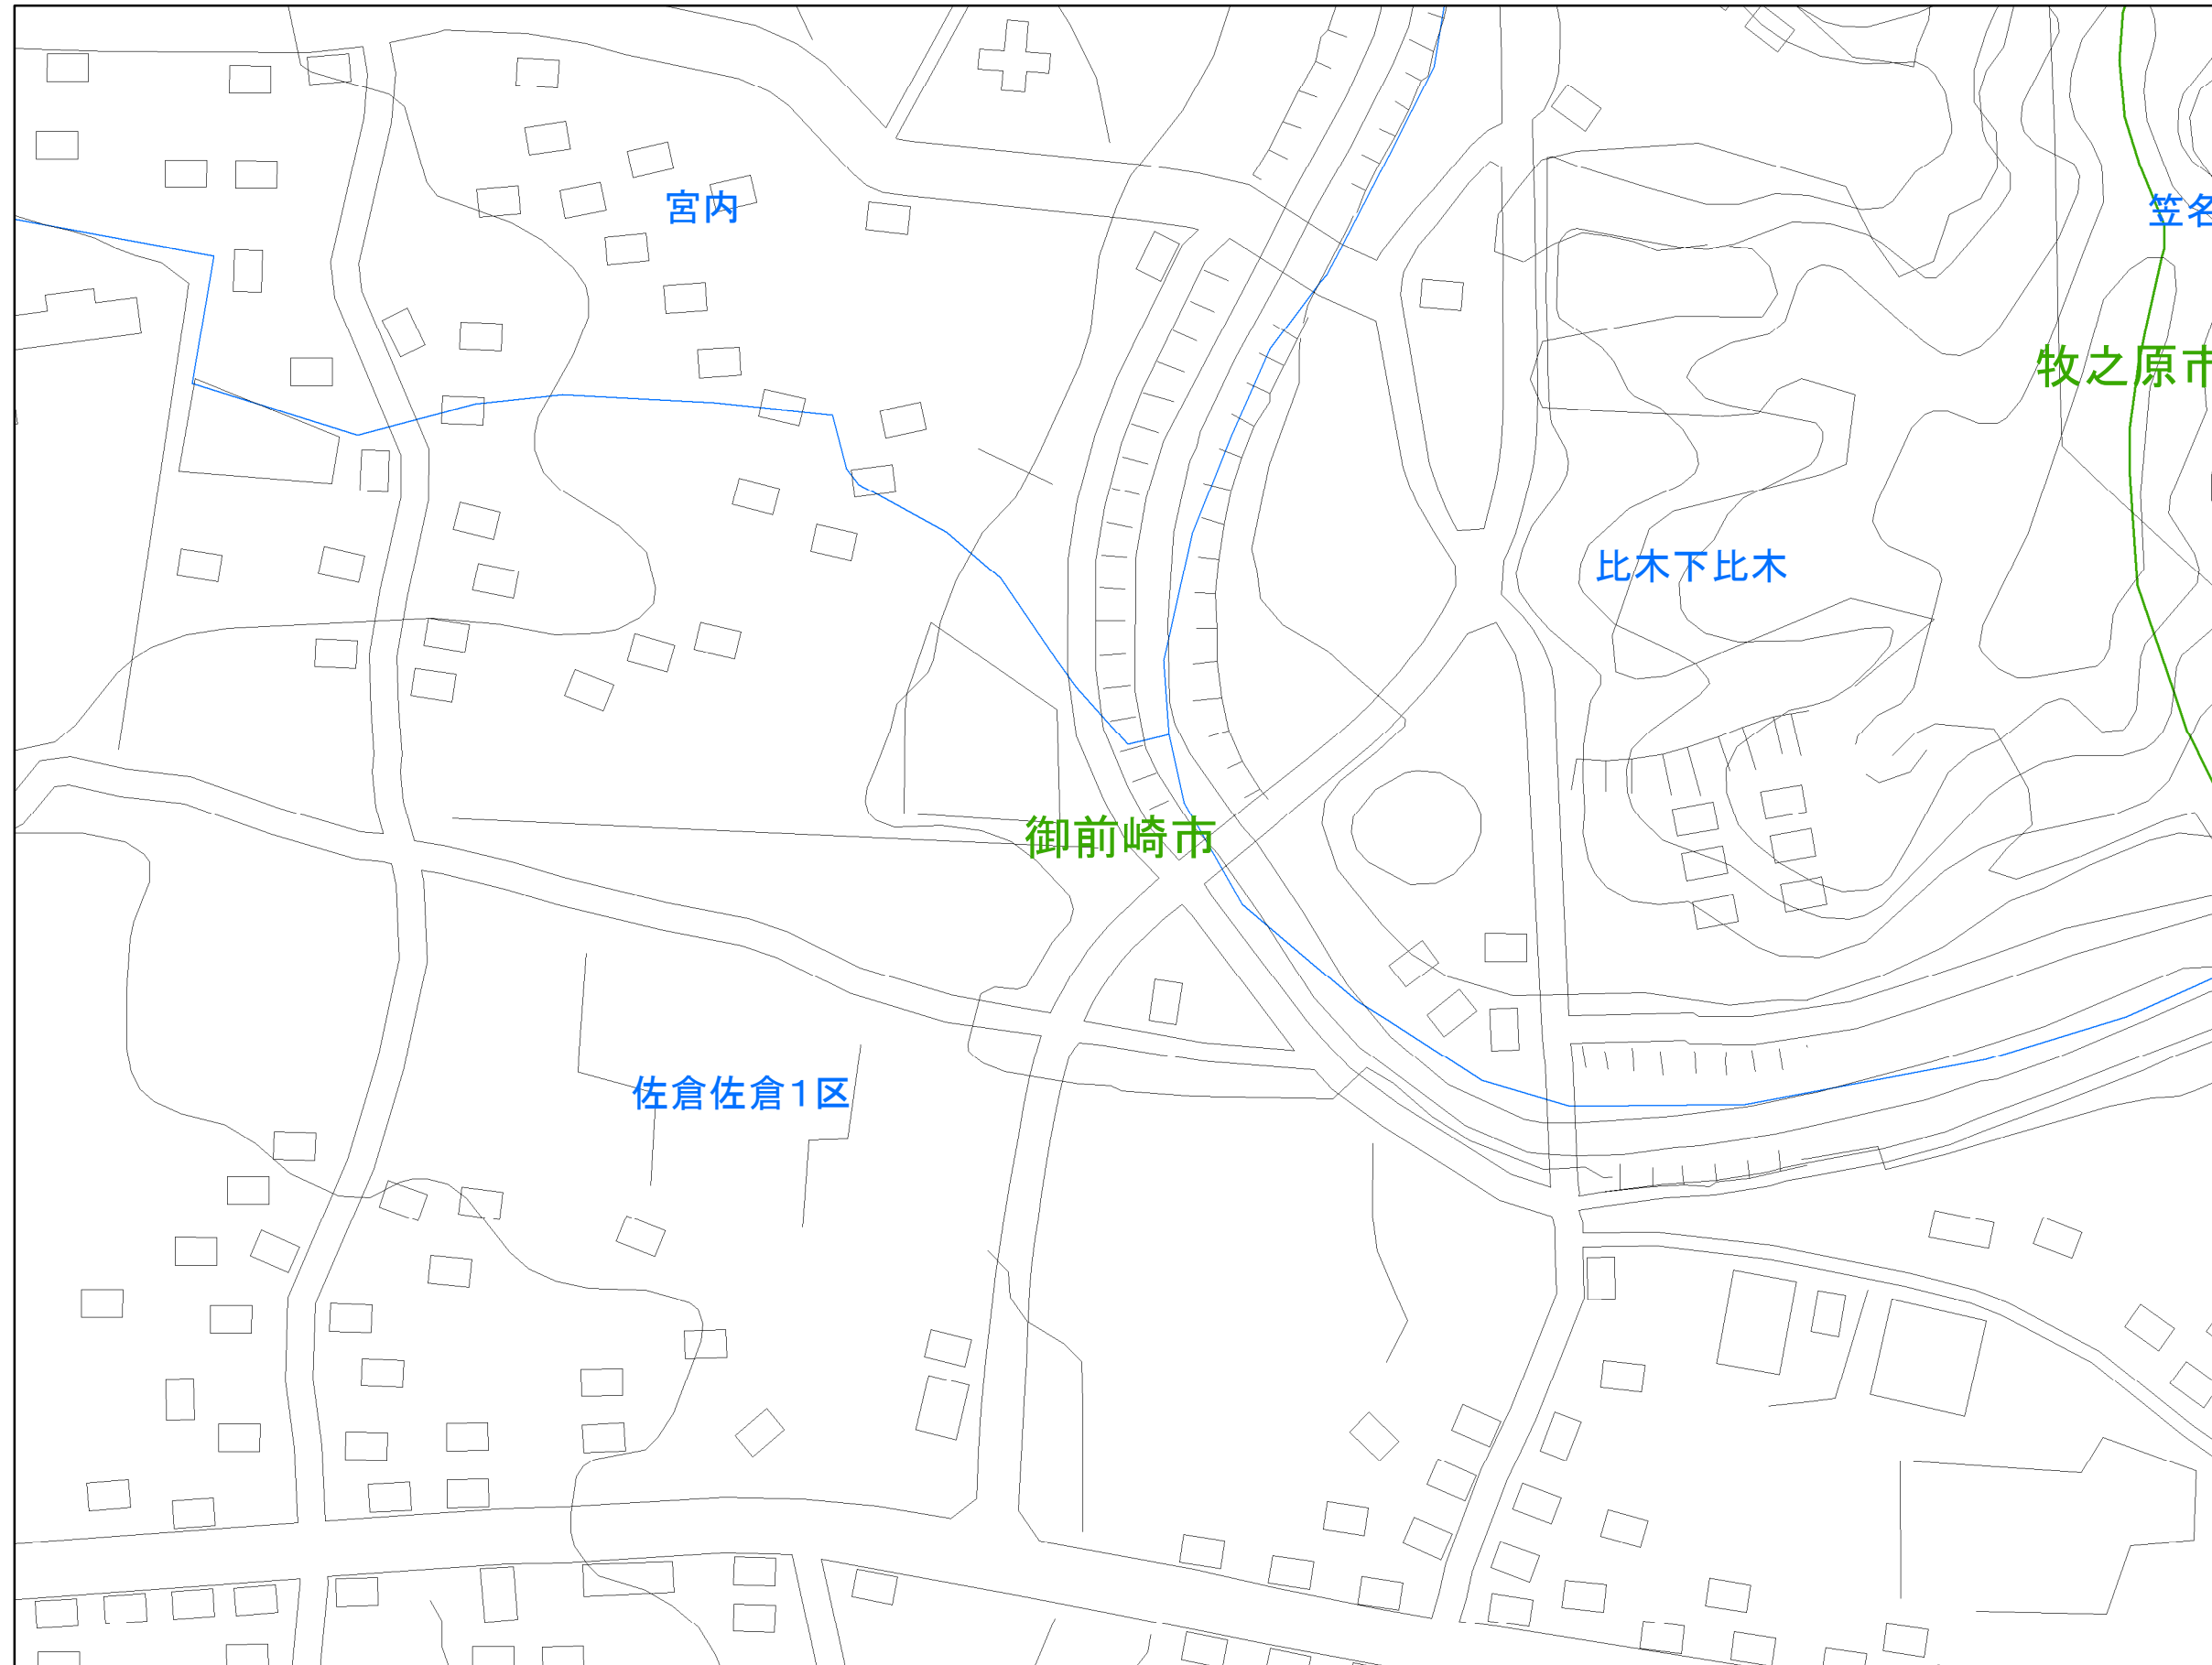 宮内
笠名
牧之原市
比木下比木
御前崎市
佐倉佐倉1区